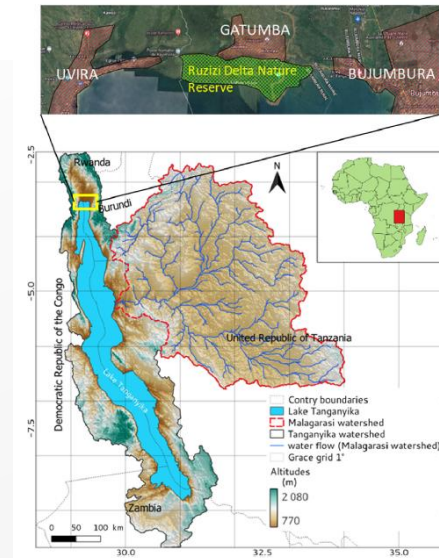 GATUMBA
UVIRA
Ruzizi Delta Nature
Reserve
BUJUMBURA
-2.5
Rwanda
N
Burundi
-5.0
Democratic Republic of the Congo
United Republic of Tanzania
Lake Tanganyika
-7.5
Zambia
Contry boundaries
Lake Tanganyika
Malagarasi watershed
Tanganyika watershed
water flow (Malagarasi watershed)
Grace grid 1°
Altitudes
(m)
2 080
770
0 50 100 km
30.0 32.5 35.0